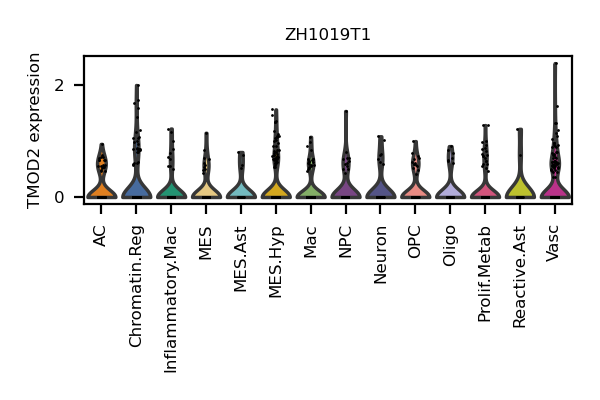 ZH1019T1
TMOD2 expression
2
0
AC
Chromatin.Reg
Inflammatory.Mac
MES
MES.Ast
MES.Hyp
Mac
NPC
Neuron
OPC
Oligo
Prolif.Metab
Reactive.Ast
Vasc